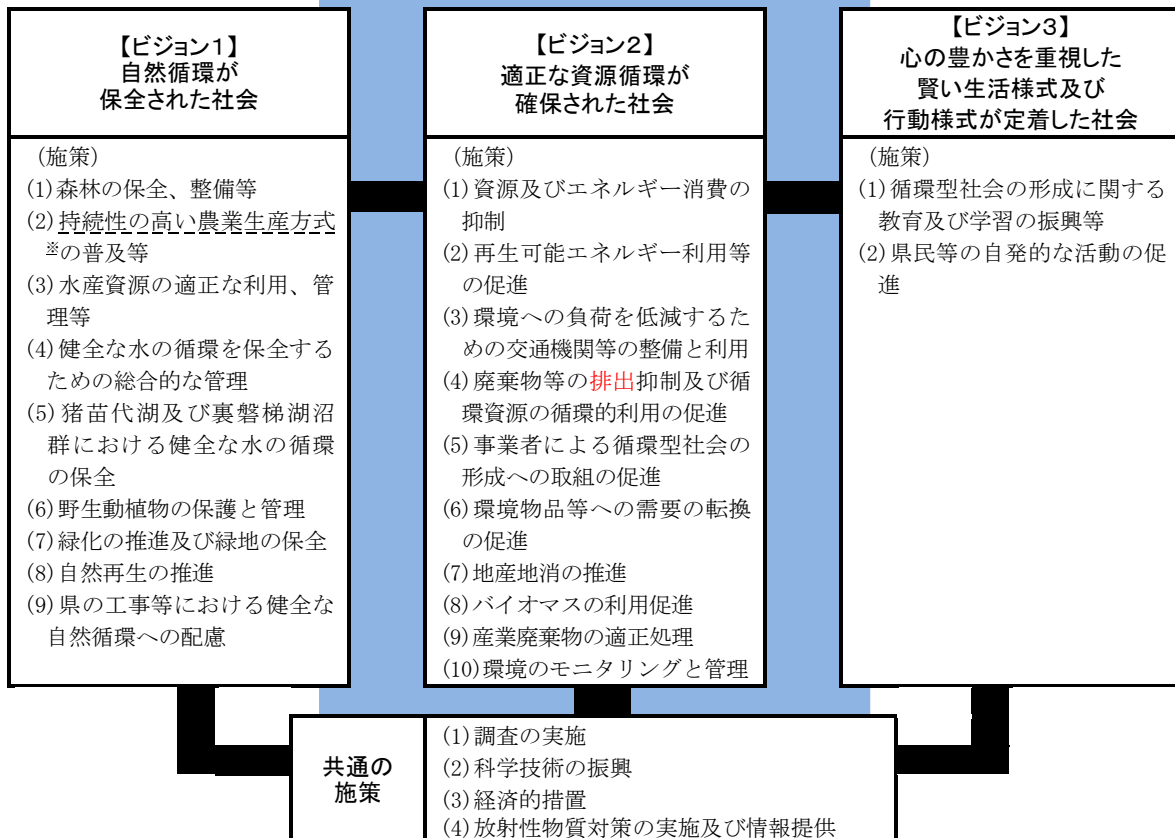 【ビジョン1】
自然循環が
保全された社会
(施策)
(1)森林の保全、整備等
(2)持続性の高い農業生産方式
※の普及等
(3)水産資源の適正な利用、管
理等
(4)健全な水の循環を保全する
ための総合的な管理
(5)猪苗代湖及び裏磐梯湖沼
群における健全な水の循環
の保全
(6)野生動植物の保護と管理
(7)緑化の推進及び緑地の保全
(8)自然再生の推進
(9)県の工事等における健全な
自然循環への配慮
【ビジョン2】
適正な資源循環が
確保された社会
(施策)
(1)資源及びエネルギー消費の
抑制
(2)再生可能エネルギー利用等
の促進
(3)環境への負荷を低減するた
めの交通機関等の整備と利用
(4)廃棄物等の排出抑制及び循
環資源の循環的利用の促進
(5)事業者による循環型社会の
形成への取組の促進
(6)環境物品等への需要の転換
の促進
(7)地産地消の推進
(8)バイオマスの利用促進
(9)産業廃棄物の適正処理
(10)環境のモニタリングと管理
【ビジョン3】
心の豊かさを重視した
賢い生活様式及び
行動様式が定着した社会
(施策)
(1)循環型社会の形成に関する
教育及び学習の振興等
(2)県民等の自発的な活動の促
進
共通の
施策
(1)調査の実施
(2)科学技術の振興
(3)経済的措置
(4)放射性物質対策の実施及び情報提供